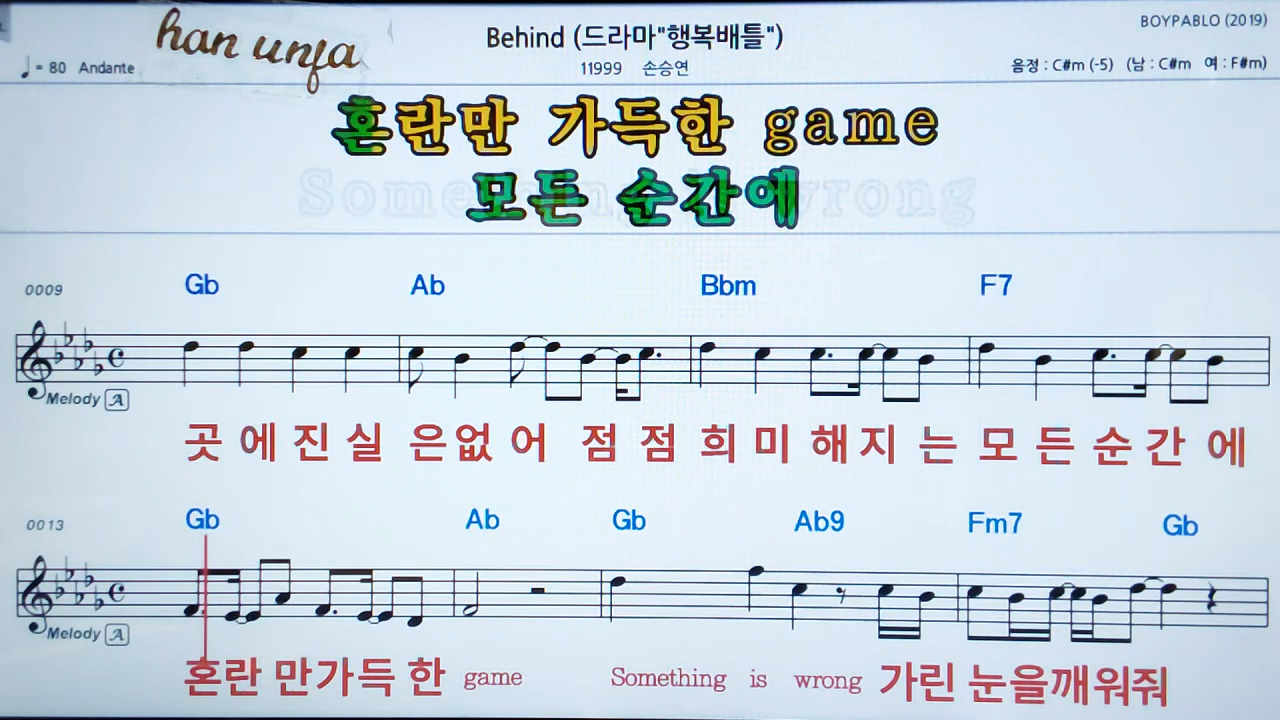 han unja
Behind (드라마"행복배틀")
BOYPABLO (2019)
♩= 80 Andante
11999 손승연
음정 : C#m (-5) (남 : C#m 여 : F#m)
혼란만 가득한 game
모든 순간에
0009 Gb Ab Bbm F7
Melody A
곳 에 진 실 은 없 어 점 점 희 미 해 지 는 모 든 순 간 에
0013 Gb Ab Gb Ab9 Fm7 Gb
Melody A
혼란 만가득 한 game Something is wrong 가린 눈을깨워줘